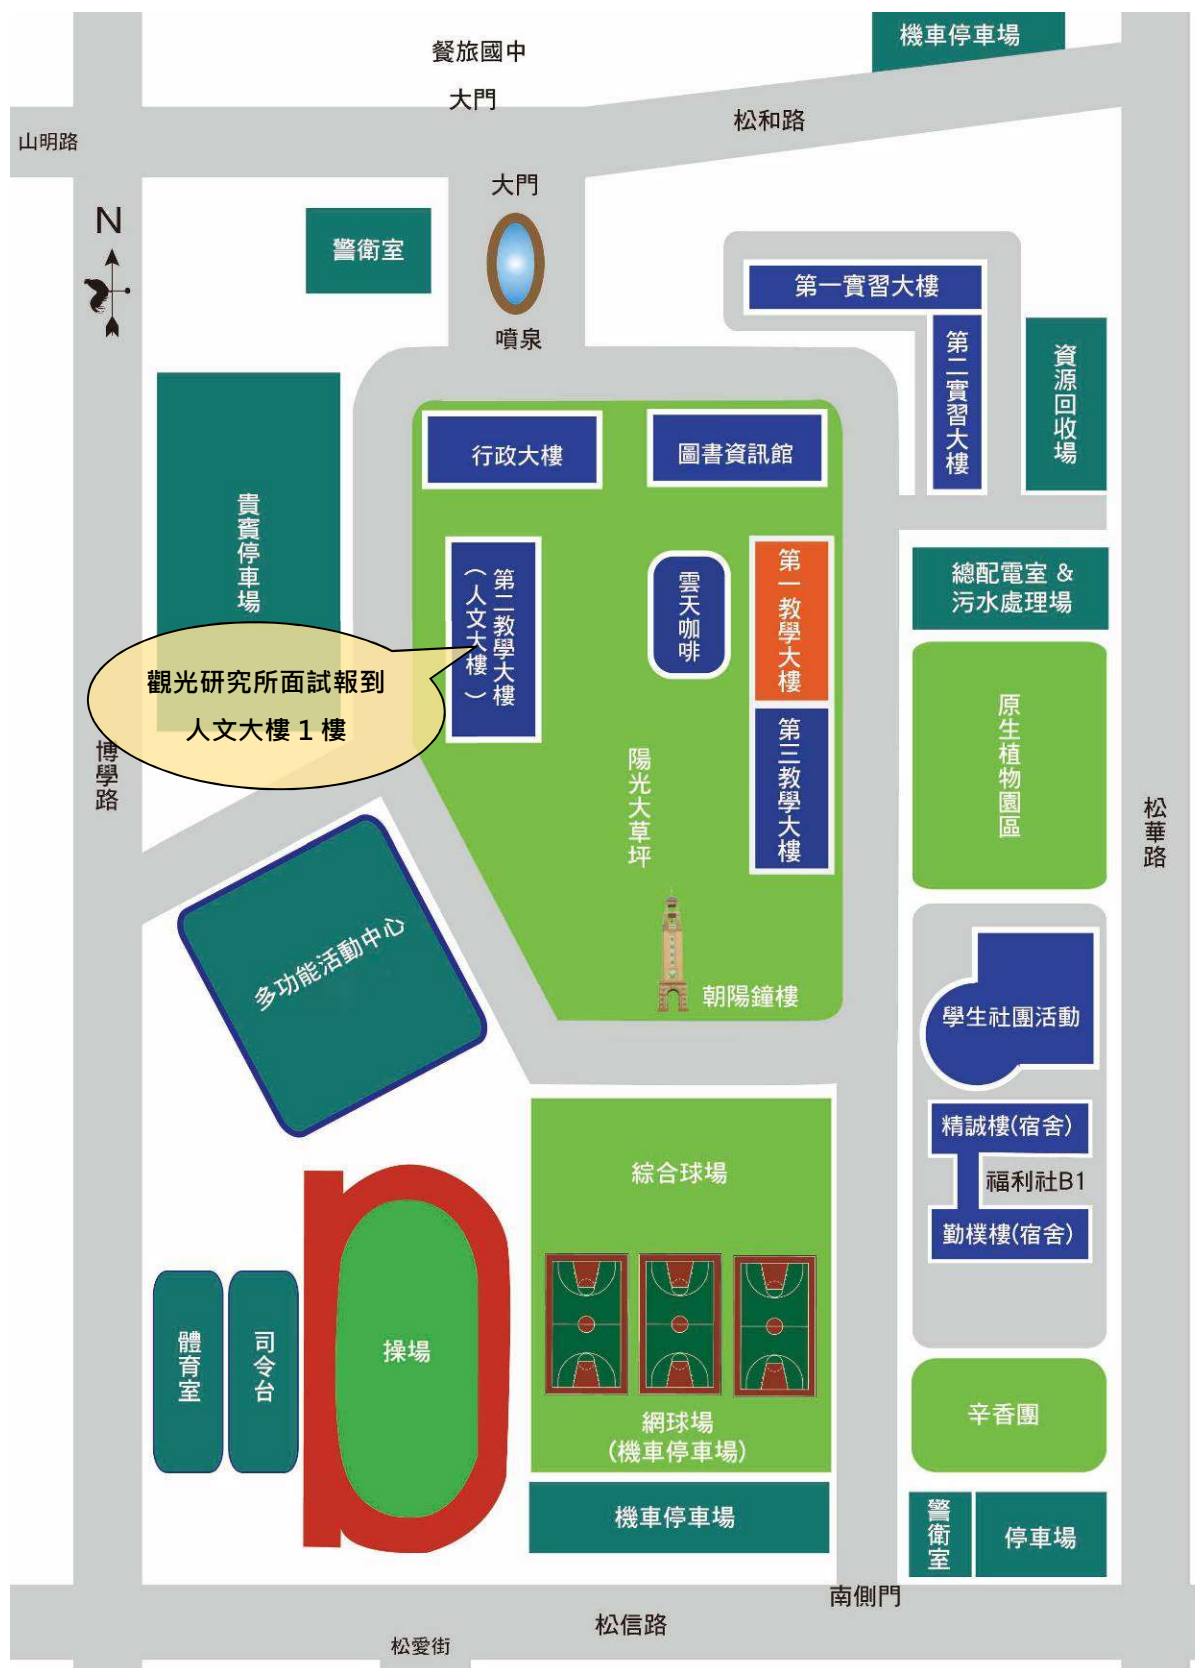 機車停車場
餐旅國中
大門
松和路
山明路
大門
N
警衛室
噴泉
第一實習大樓
第二實習大樓
資源回收場
行政大樓
圖書資訊館
貴賓停車場
第二教學大樓
（人文大樓）
雲天咖啡
第一教學大樓
總配電室 &
污水處理場
觀光研究所面試報到
人文大樓 1 樓
博學路
陽光大草坪
第三教學大樓
原生植物園區
松華路
多功能活動中心
朝陽鐘樓
學生社團活動
精誠樓(宿舍)
福利社B1
勤樸樓(宿舍)
綜合球場
體育室
司令台
操場
網球場
(機車停車場)
辛香團
機車停車場
警衛室
停車場
南側門
松信路
松愛街